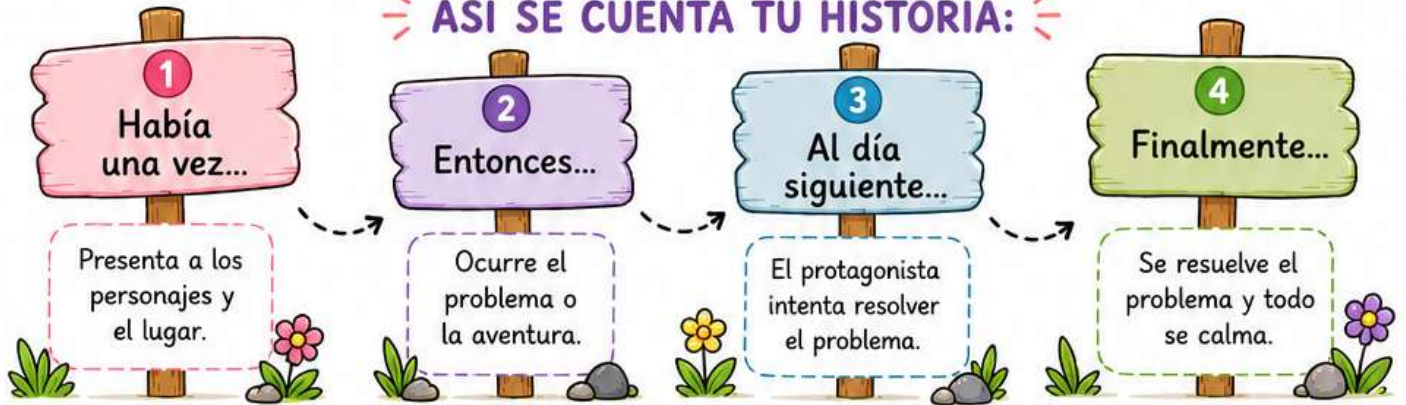 ASÍ SE CUENTA TU HISTORIA:
1
Había
una vez...
Presenta a los
personajes y
el lugar.
2
Entonces...
Ocurre el
problema o
la aventura.
3
Al día
siguiente...
El protagonista
intenta resolver
el problema.
4
Finalmente...
Se resuelve el
problema y todo
se calma.